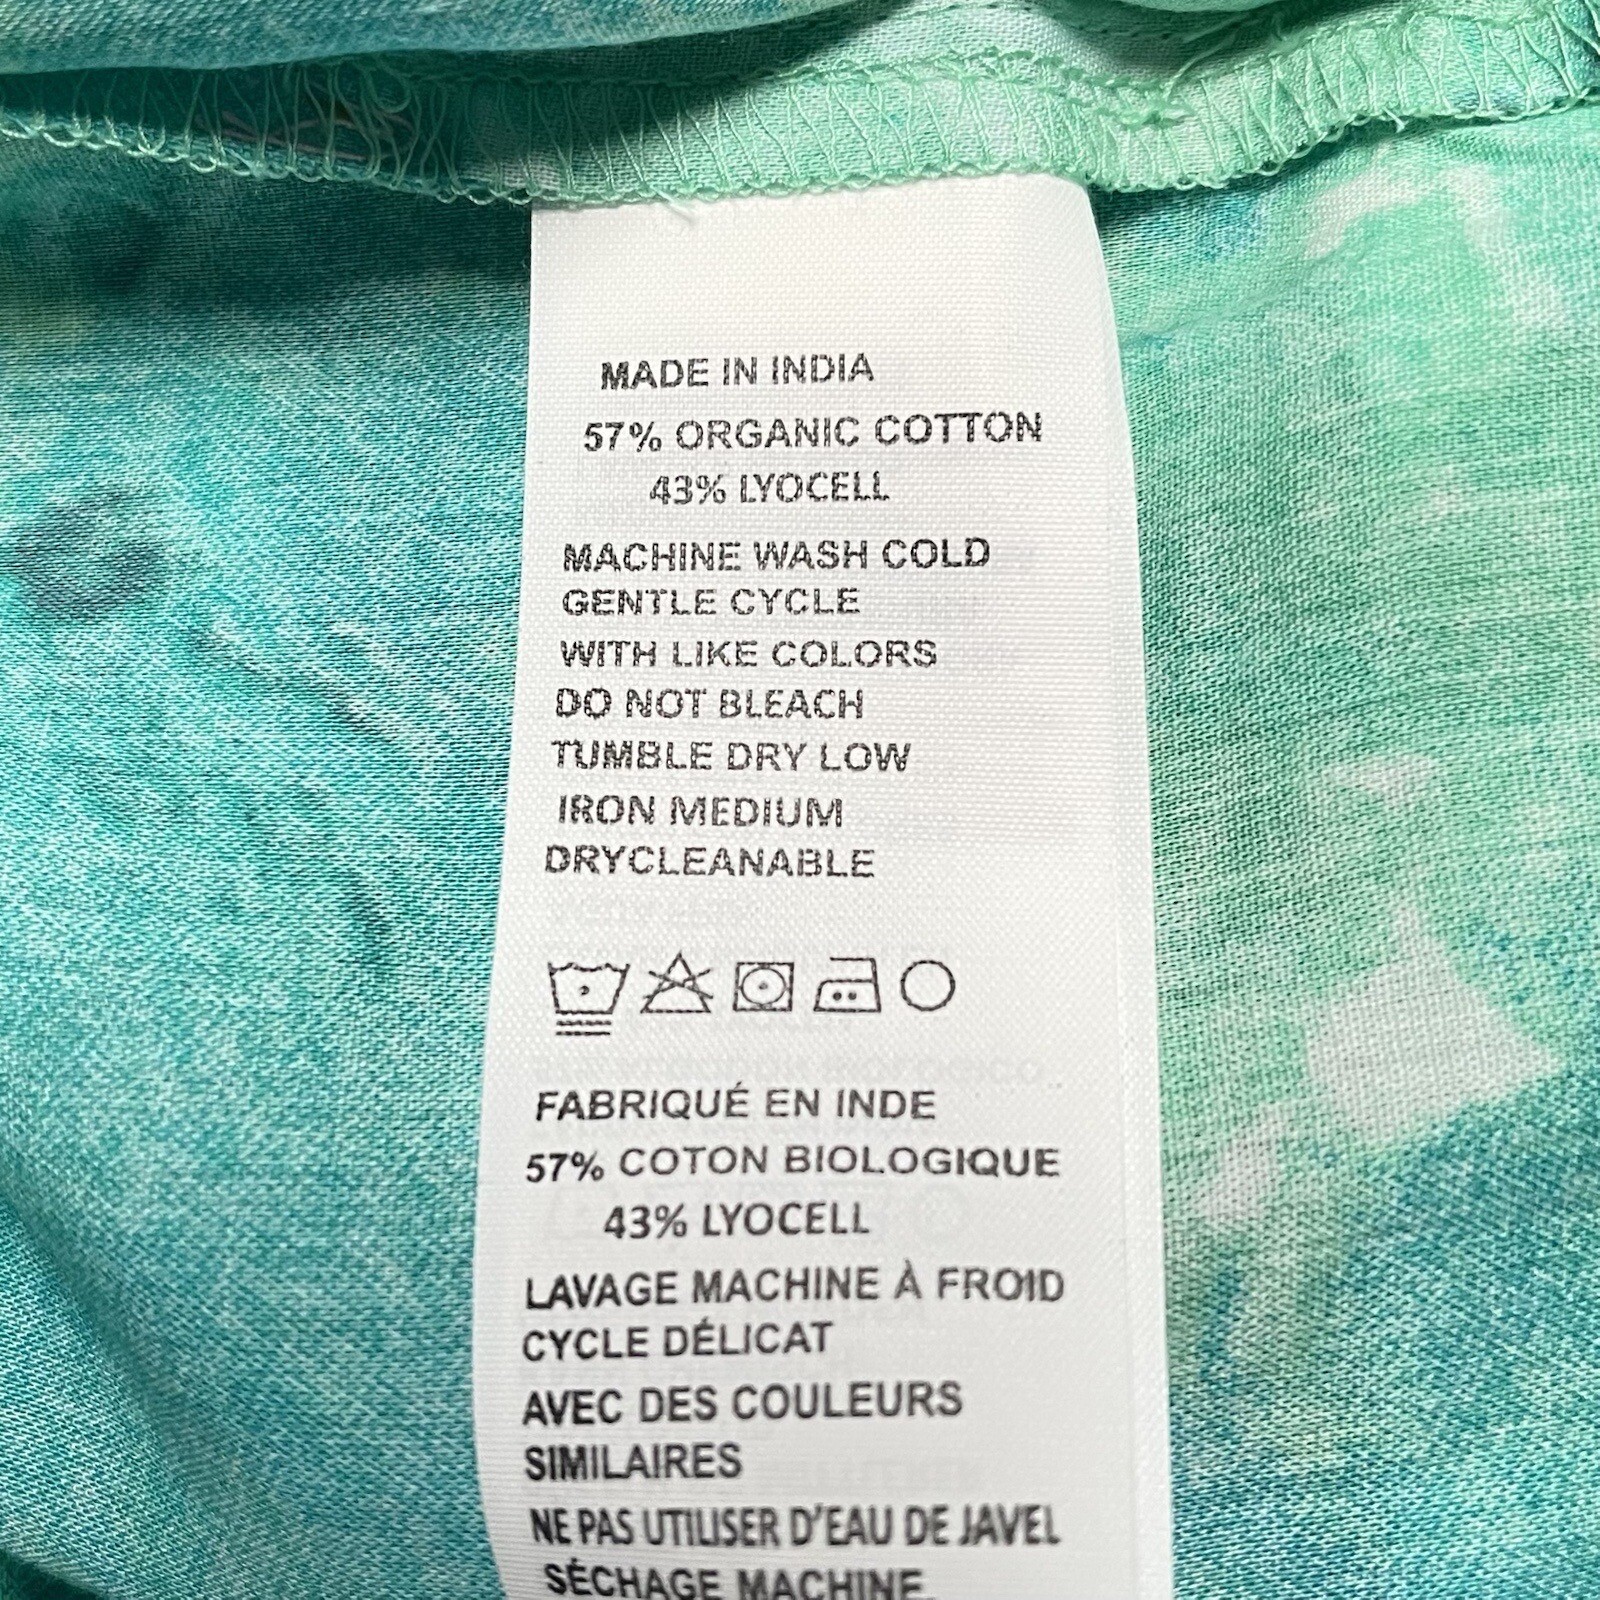 MADE IN INDIA
57% ORGANIC COTTON
43% LYOCELL
MACHINE WASH COLD
GENTLE CYCLE
WITH LIKE COLORS
DO NOT BLEACH
TUMBLE DRY LOW
IRON MEDIUM
DRYCLEANABLE
FABRIQUÉ EN INDE
57% COTON BIOLOGIQUE
43% LYOCELL
LAVAGE MACHINE À FROID
CYCLE DÉLICAT
AVEC DES COULEURS
SIMILAIRES
NE PAS UTILISER D'EAU DE JAVEL
SÉCHAGE MACHINE